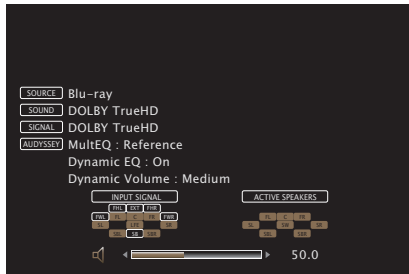 SOURCE Blu-ray
SOUND DOLBY TrueHD
SIGNAL DOLBY TrueHD
AUDYSSEY MultEQ : Reference
Dynamic EQ : On
Dynamic Volume : Medium
INPUT SIGNAL ACTIVE SPEAKERS
FHL EXT FHR
FWL FL C FR FWR FL C FR
SL LFE SR SL SW SR
SBL SB SBR SBL SBR
50.0